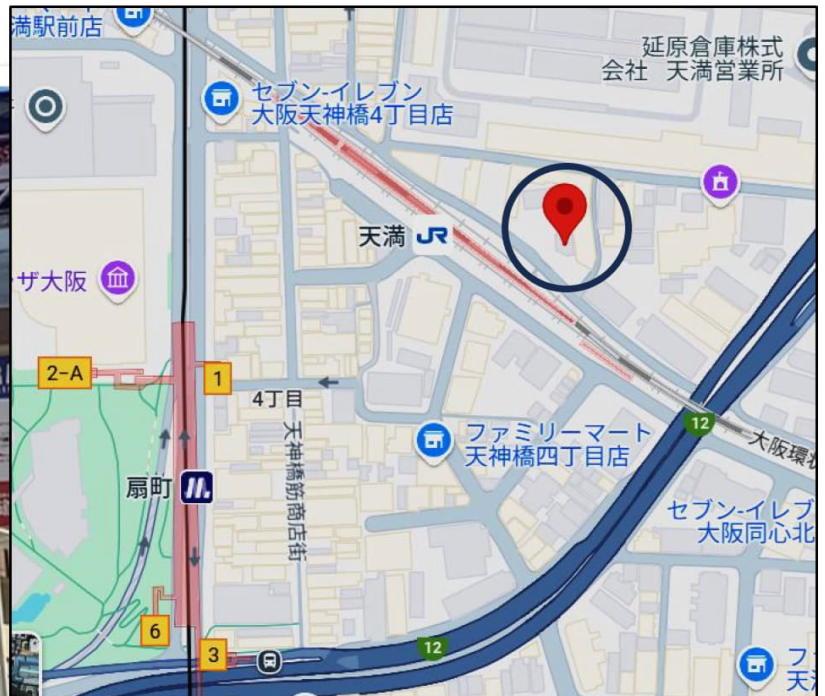 満駅前店
延原倉庫株式
会社 天満営業所
セブン-イレブン
大阪天神橋4丁目店
天満 JR
ザ大阪
2-A
1
4丁目
天神橋筋商店街
ファミリーマート
天神橋四丁目店
12
大阪環状
扇町
セブン-イレブ
大阪同心北
6
3
12
フ
天